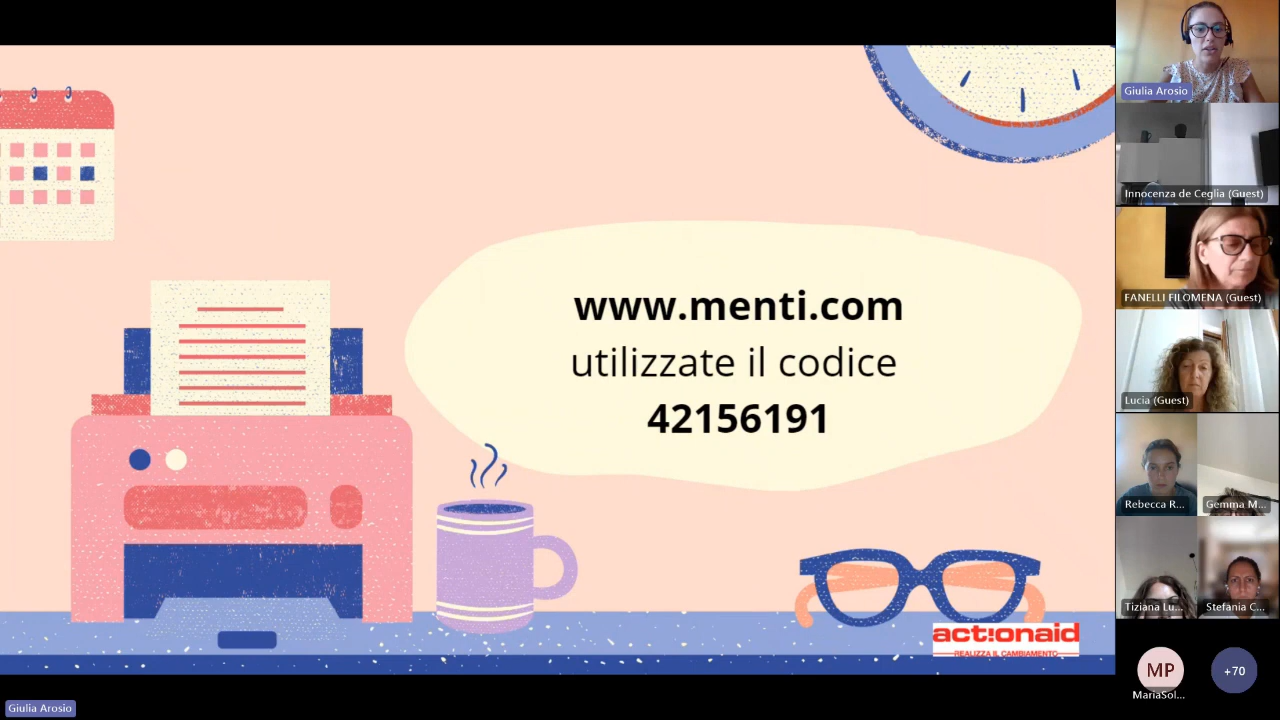 www.menti.com
utilizzate il codice
42156191
act:onaid
REALIZZA IL CAMBIAMENTO
Giulia Arosio
Giulia Arosio
Innocenza de Ceglia (Guest)
FANELLI FILOMENA (Guest)
Lucia (Guest)
Rebecca R...
Gemma M...
Tiziana Lu...
Stefania C...
MP
MariaSol...
+70